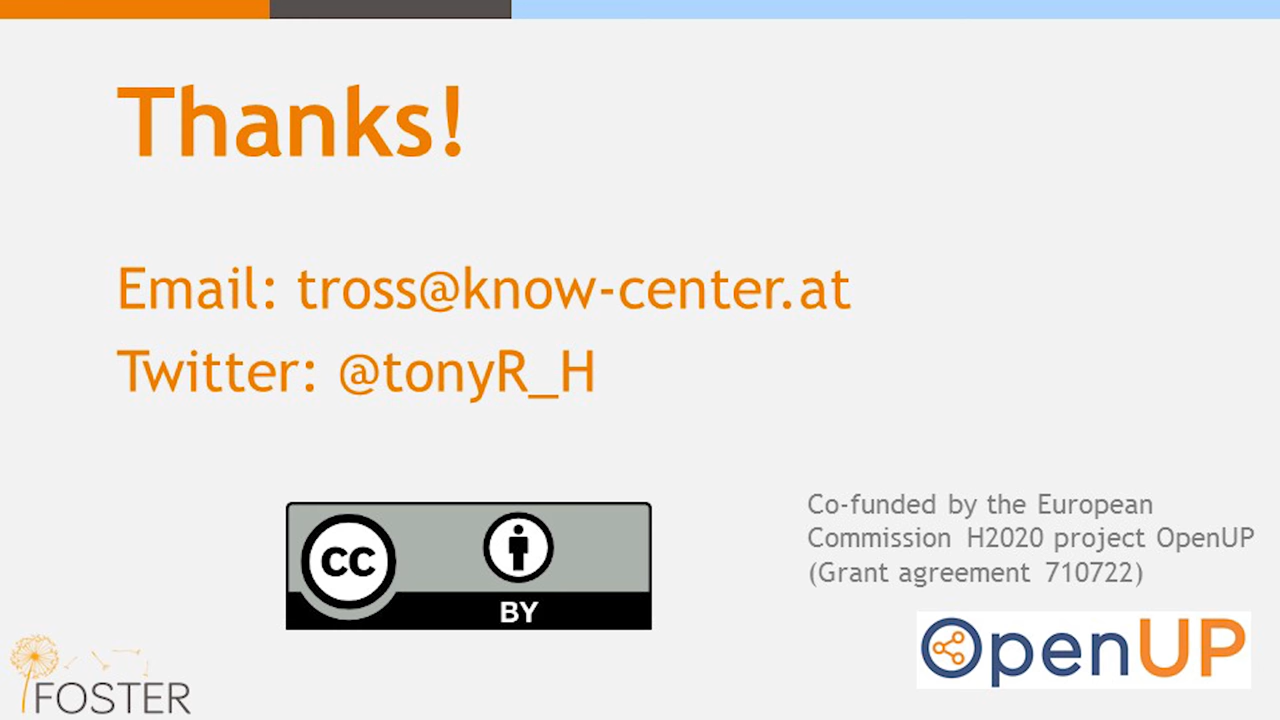 Thanks!
Email: tross@know-center.at
Twitter: @tonyR_H
Co-funded by the European
Commission H2020 project OpenUP
(Grant agreement 710722)
cc
BY
OpenUP
FOSTER